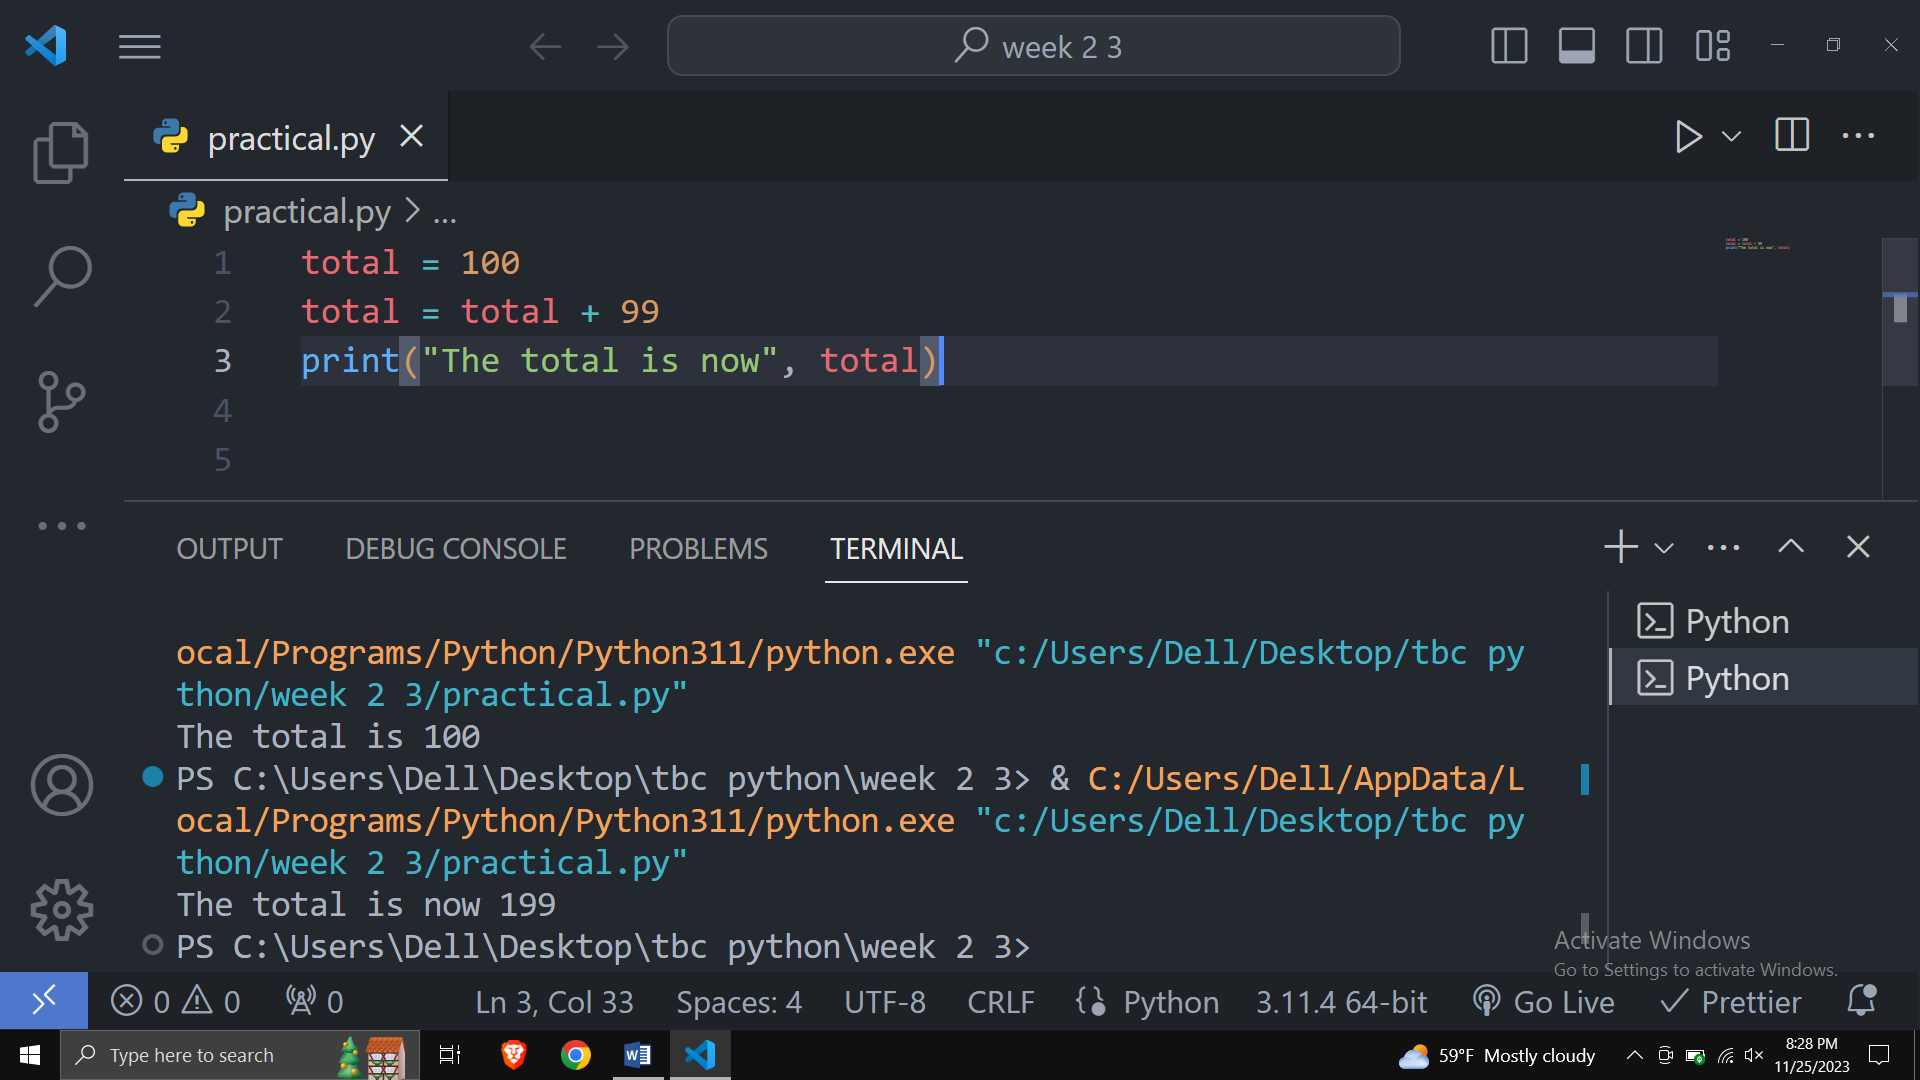 week 2 3
practical.py
practical.py > ...
1 total = 100
2 total = total + 99
3 print("The total is now", total)
4
5
OUTPUT DEBUG CONSOLE PROBLEMS TERMINAL
Python
Python
ocal/Programs/Python/Python311/python.exe "c:/Users/Dell/Desktop/tbc py
thon/week 2 3/practical.py"
The total is 100
PS C:\Users\Dell\Desktop\tbc python\week 2 3> & C:/Users/Dell/AppData/L
ocal/Programs/Python/Python311/python.exe "c:/Users/Dell/Desktop/tbc py
thon/week 2 3/practical.py"
The total is now 199
PS C:\Users\Dell\Desktop\tbc python\week 2 3>
Activate Windows
Go to Settings to activate Windows.
0 0 0 Ln 3, Col 33 Spaces: 4 UTF-8 CRLF Python 3.11.4 64-bit Go Live Prettier
Type here to search 59°F Mostly cloudy 8:28 PM
11/25/2023